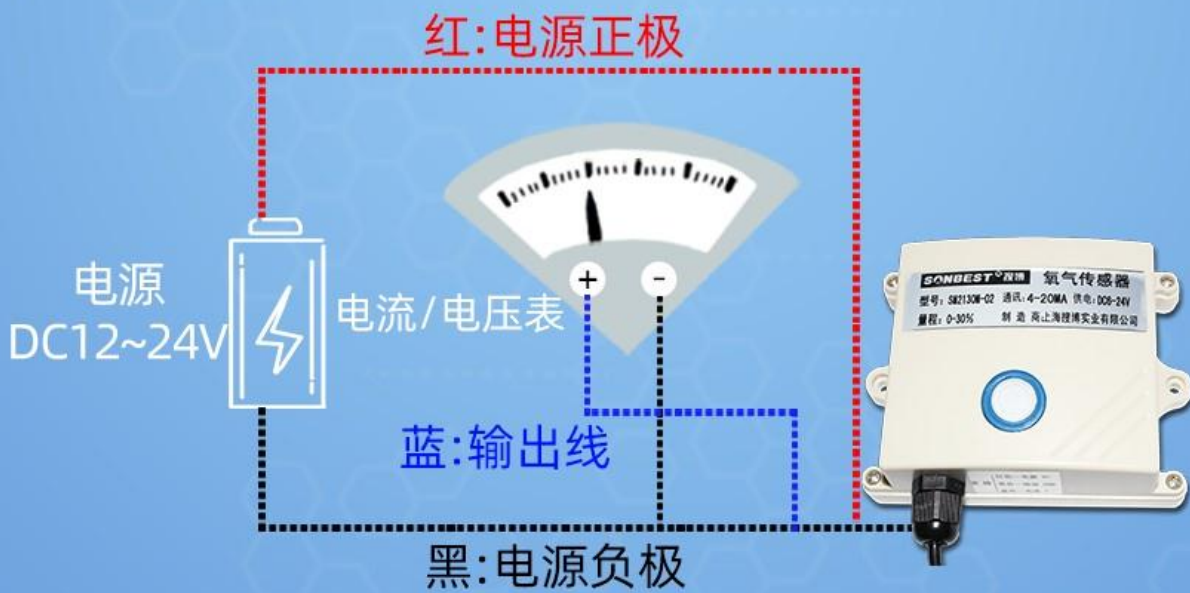 红:电源正极
电源
DC12~24V
电流/电压表
+ -
SONBEST 搜博 氧气传感器
型号: SM2130M-O2 通讯: 4-20MA 供电: DC6-24V
量程: 0-30% 制 造 商上海搜博实业有限公司
蓝:输出线
黑:电源负极